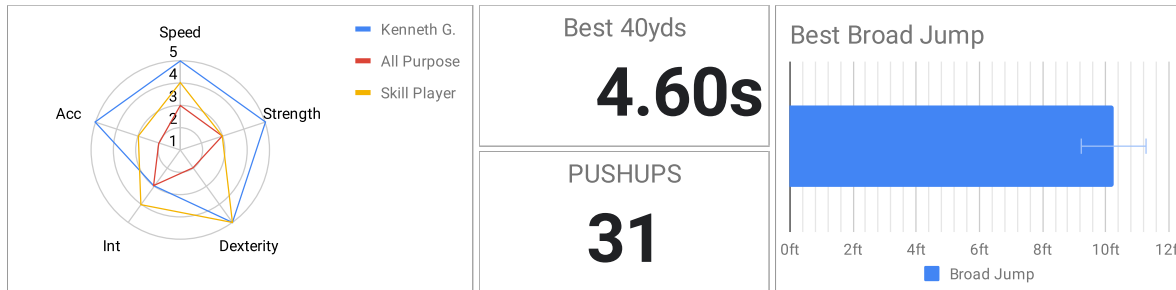 Speed
5
4
3
2
1
Acc
Strength
Int
Dexterity
Kenneth G.
All Purpose
Skill Player
Best 40yds
4.60s
PUSHUPS
31
Best Broad Jump
0ft 2ft 4ft 6ft 8ft 10ft
Broad Jump